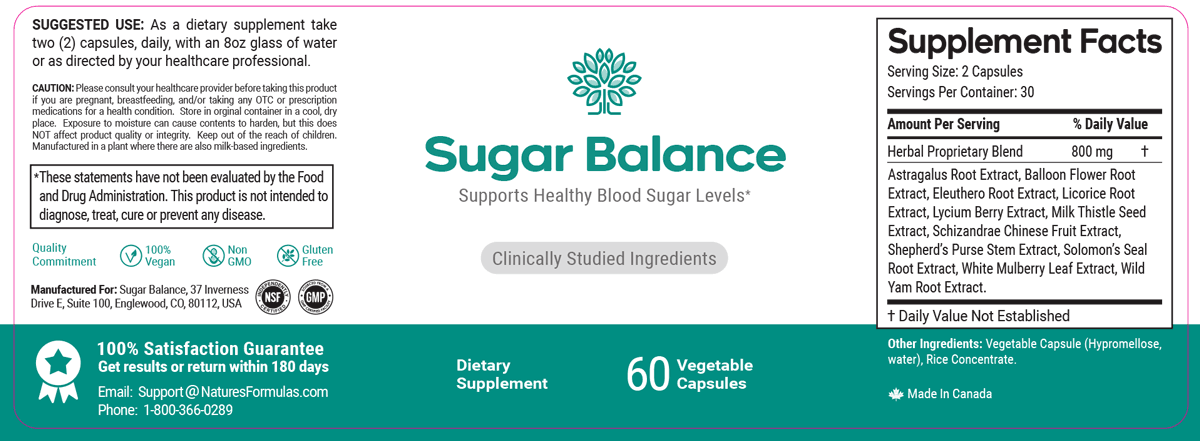 SUGGESTED USE: As a dietary supplement take
two (2) capsules, daily, with an 8oz glass of water
or as directed by your healthcare professional.
CAUTION: Please consult your healthcare provider before taking this product
if you are pregnant, breastfeeding, and/or taking any OTC or prescription
medications for a health condition. Store in orginal container in a cool, dry
place. Exposure to moisture can cause contents to harden, but this does
NOT affect product quality or integrity. Keep out of the reach of children.
Manufactured in a plant where there are also milk-based ingredients.
*These statements have not been evaluated by the Food
and Drug Administration. This product is not intended to
diagnose, treat, cure or prevent any disease.
Quality
Commitment
100%
Vegan
Non
GMO
Gluten
Free
Manufactured For: Sugar Balance, 37 Inverness
Drive E, Suite 100, Englewood, CO, 80112, USA
INDEPENDENTLY
NSF
CERTIFIED
GMP
100% Satisfaction Guarantee
Get results or return within 180 days
Email: Support@NaturesFormulas.com
Phone: 1-800-366-0289
Sugar Balance
Supports Healthy Blood Sugar Levels*
Clinically Studied Ingredients
Dietary
Supplement
60
Vegetable
Capsules
Supplement Facts
Serving Size: 2 Capsules
Servings Per Container: 30
Amount Per Serving % Daily Value
Herbal Proprietary Blend 800 mg †
Astragalus Root Extract, Balloon Flower Root
Extract, Eleuthero Root Extract, Licorice Root
Extract, Lycium Berry Extract, Milk Thistle Seed
Extract, Schizandrae Chinese Fruit Extract,
Shepherd's Purse Stem Extract, Solomon's Seal
Root Extract, White Mulberry Leaf Extract, Wild
Yam Root Extract.
† Daily Value Not Established
Other Ingredients: Vegetable Capsule (Hypromellose,
water), Rice Concentrate.
Made In Canada